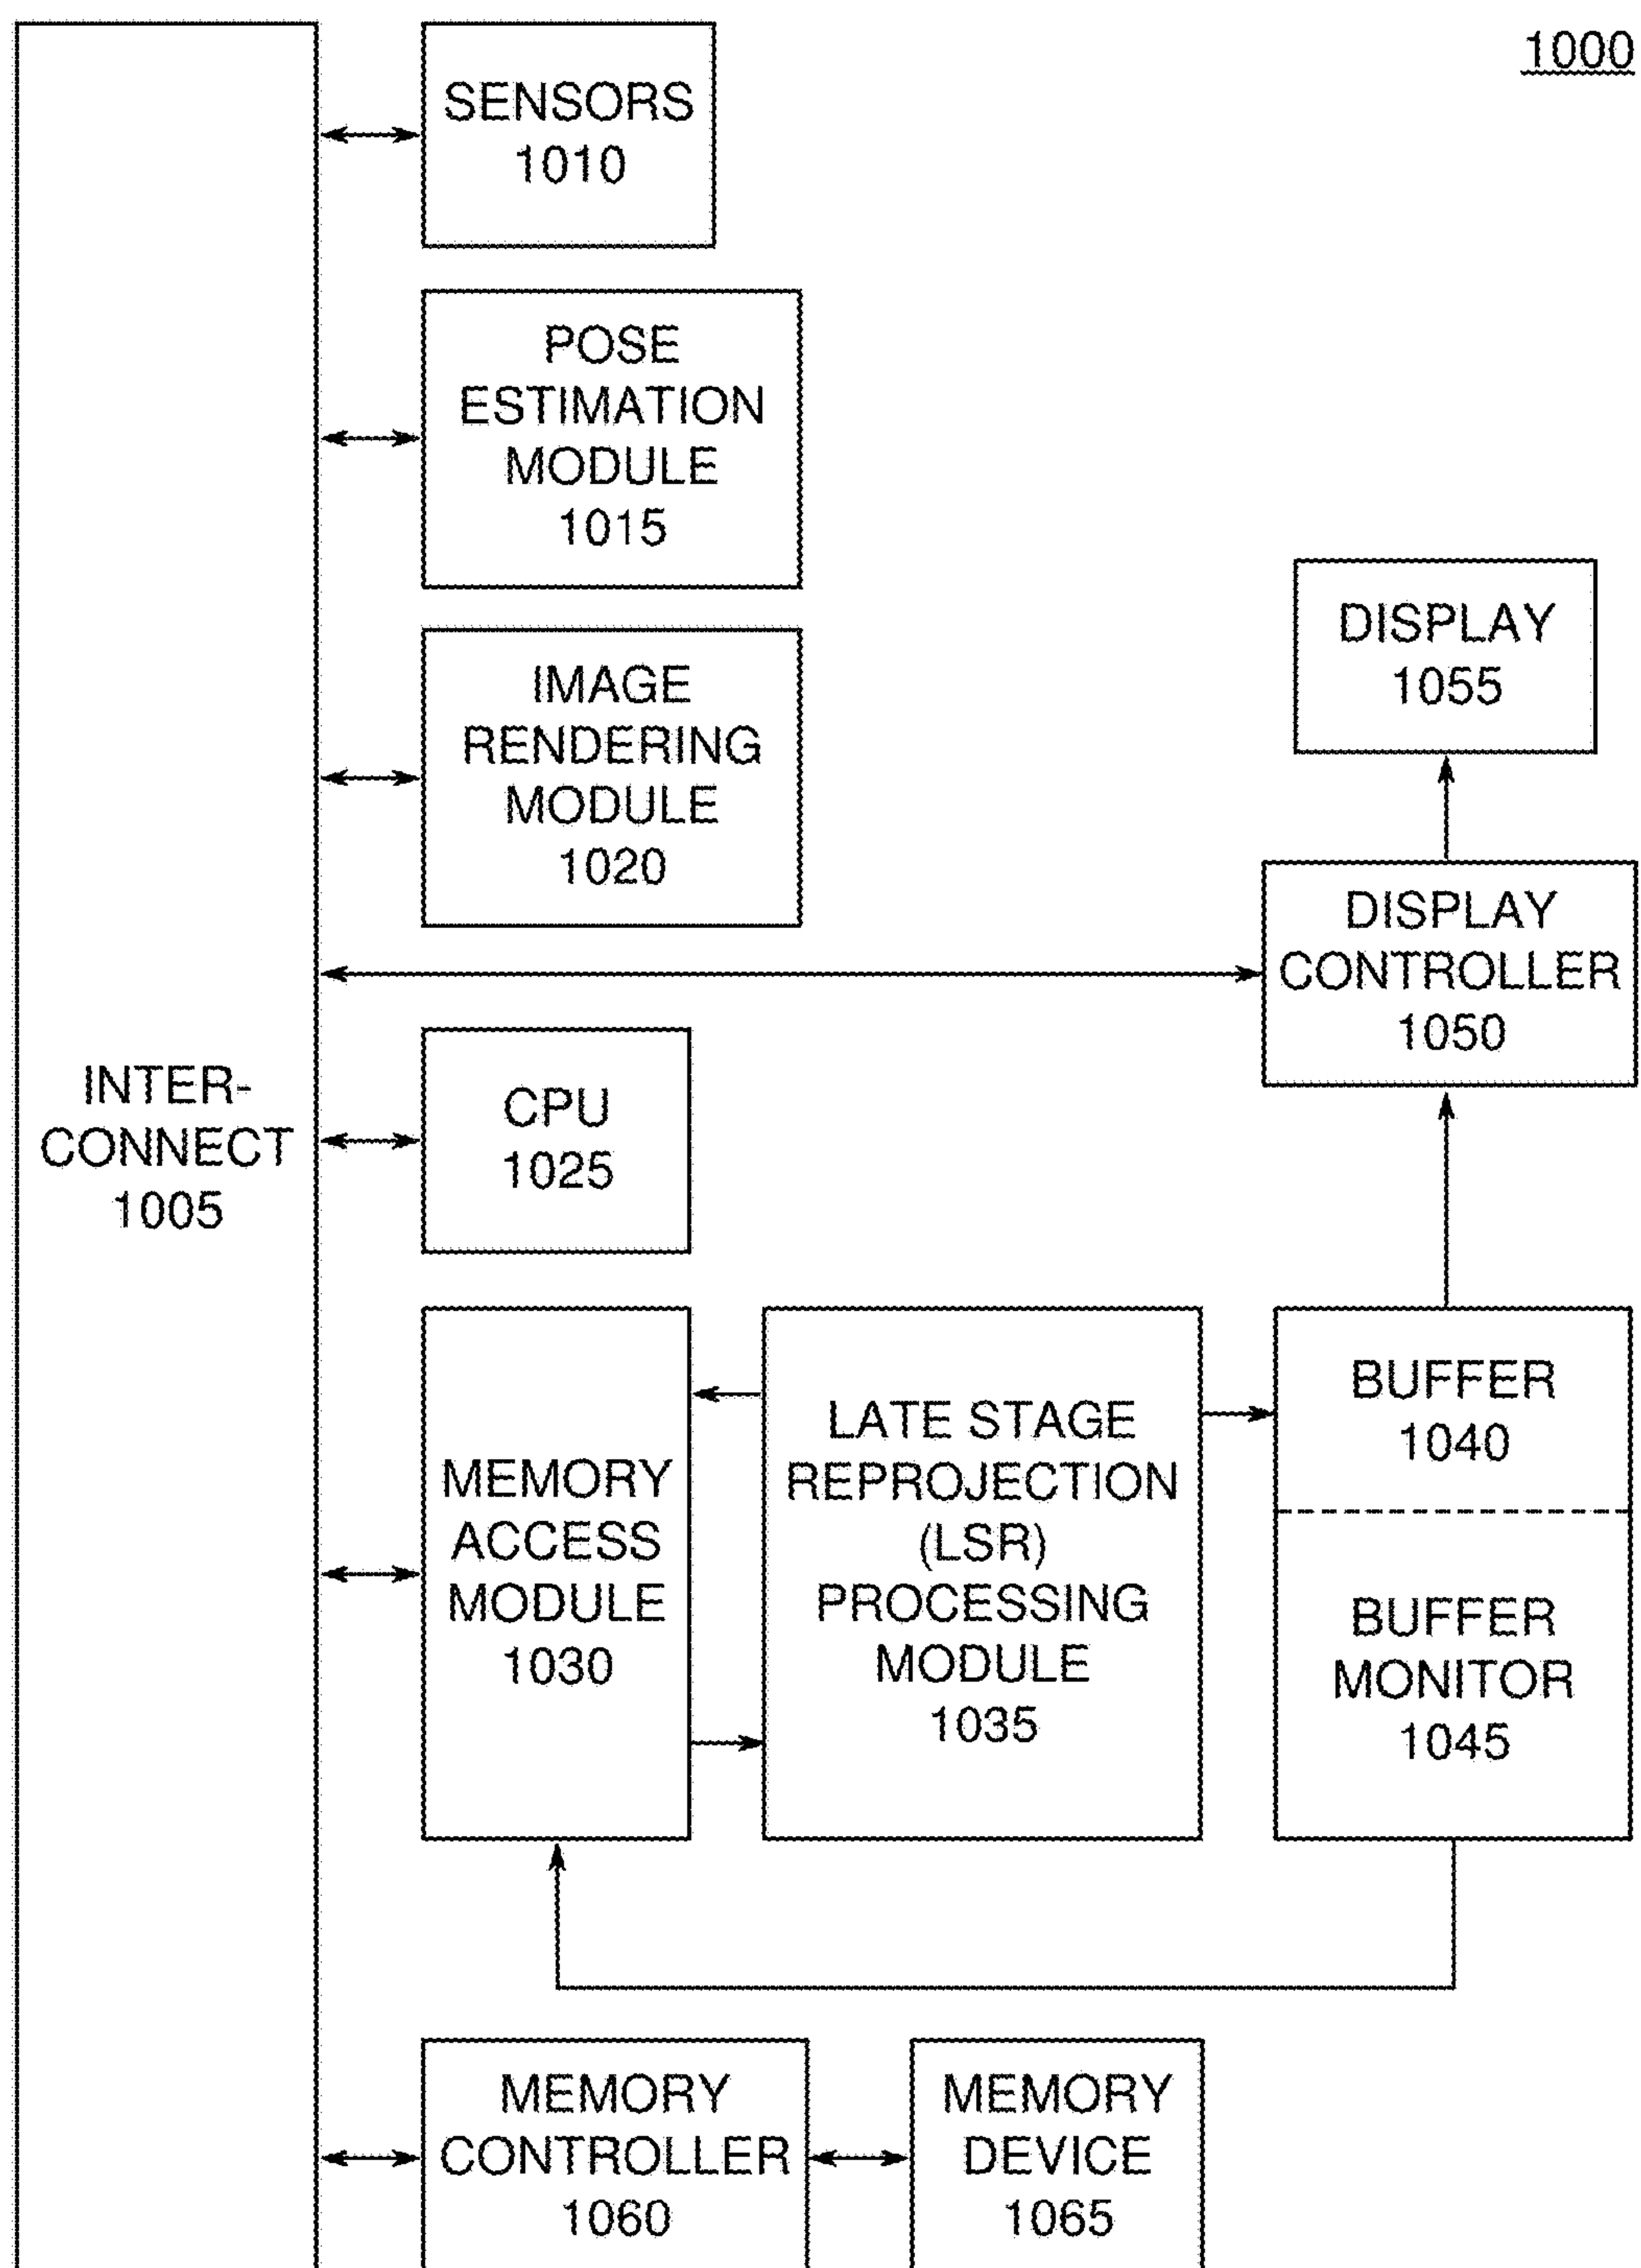 1000
SENSORS
1010
POSE
ESTIMATION
MODULE
1015
IMAGE
RENDERING
MODULE
1020
DISPLAY
1055
DISPLAY
CONTROLLER
1050
INTER-
CONNECT
1005
CPU
1025
MEMORY
ACCESS
MODULE
1030
LATE STAGE
REPROJECTION
(LSR)
PROCESSING
MODULE
1035
BUFFER
1040
BUFFER
MONITOR
1045
MEMORY
CONTROLLER
1060
MEMORY
DEVICE
1065